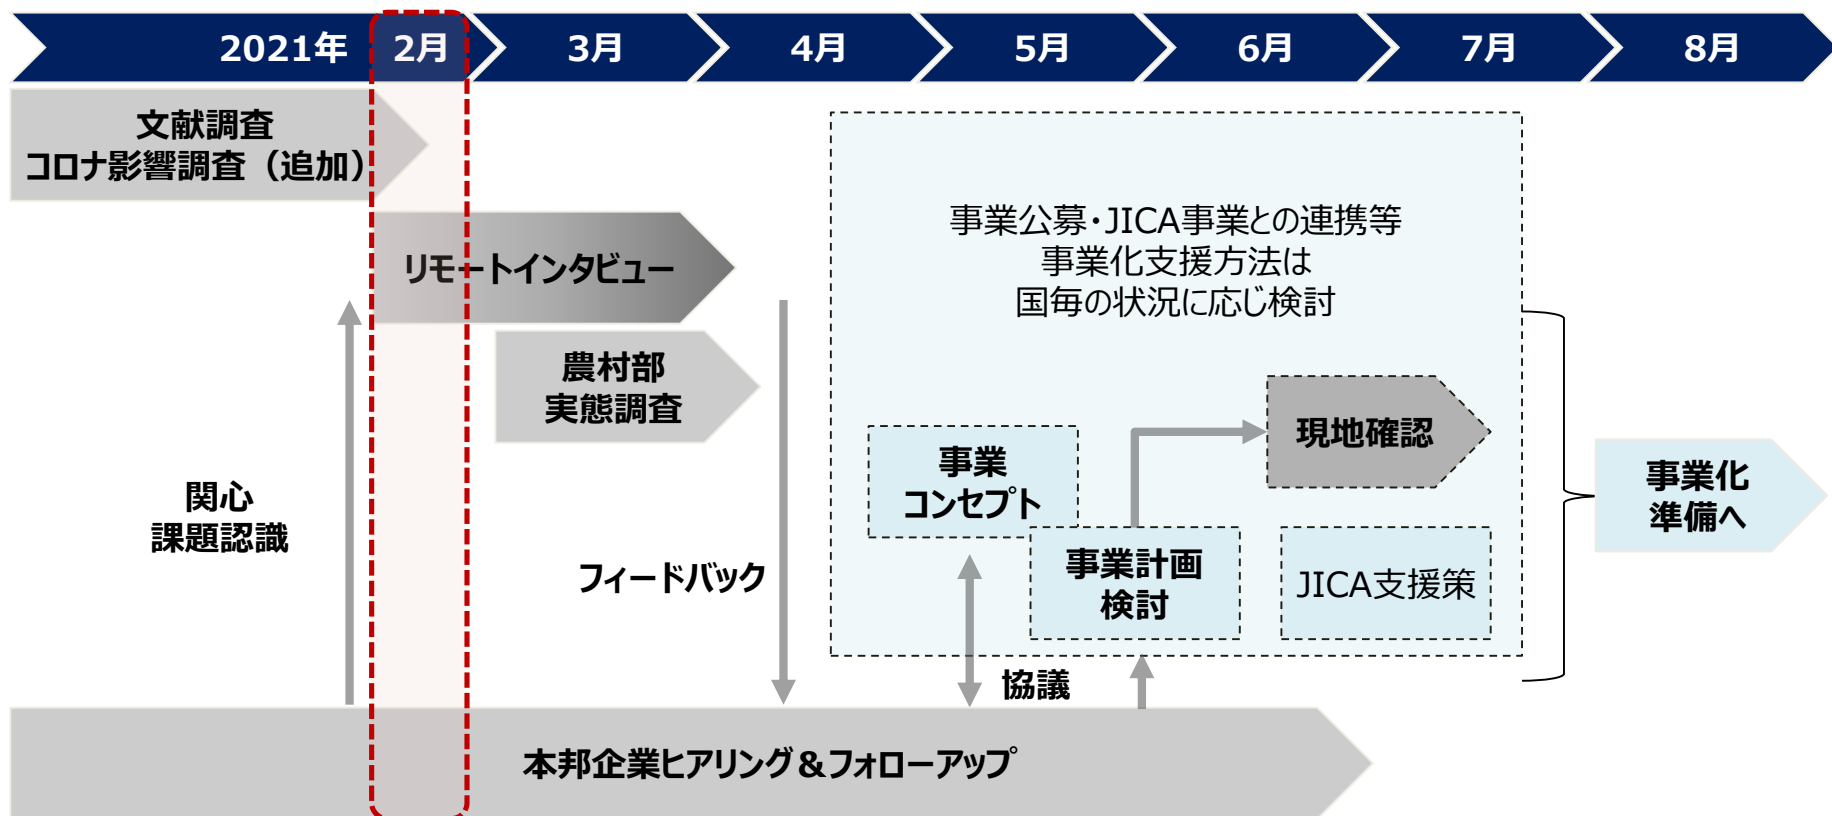 2021年 2月 3月 4月 5月 6月 7月 8月
文献調査
コロナ影響調査（追加）
リモートインタビュー
農村部
実態調査
関心
課題認識
フィードバック
事業公募・JICA事業との連携等
事業化支援方法は
国毎の状況に応じ検討
事業
コンセプト
事業計画
検討
現地確認
JICA支援策
協議
事業化
準備へ
本邦企業ヒアリング＆フォローアップ